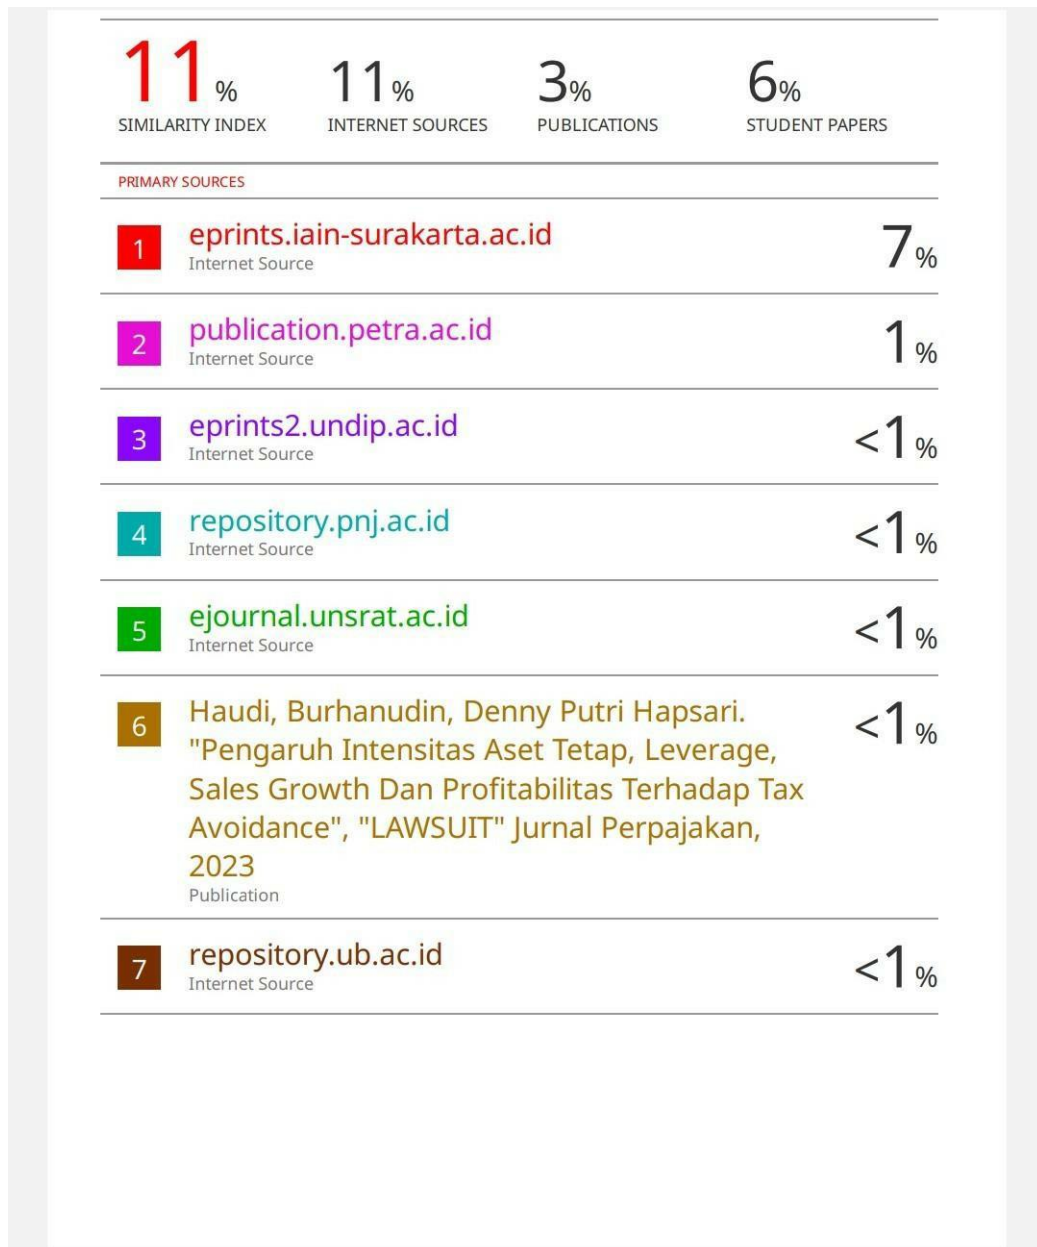 11% 11% 3% 6%
SIMILARITY INDEX INTERNET SOURCES PUBLICATIONS STUDENT PAPERS
PRIMARY SOURCES
1 eprints.iain-surakarta.ac.id 7%
Internet Source
2 publication.petra.ac.id 1%
Internet Source
3 eprints2.undip.ac.id <1%
Internet Source
4 repository.pnj.ac.id <1%
Internet Source
5 ejournal.unsrat.ac.id <1%
Internet Source
6 Haudi, Burhanudin, Denny Putri Hapsari. <1%
"Pengaruh Intensitas Aset Tetap, Leverage,
Sales Growth Dan Profitabilitas Terhadap Tax
Avoidance", "LAWSUIT" Jurnal Perpajakan,
2023
Publication
7 repository.ub.ac.id <1%
Internet Source